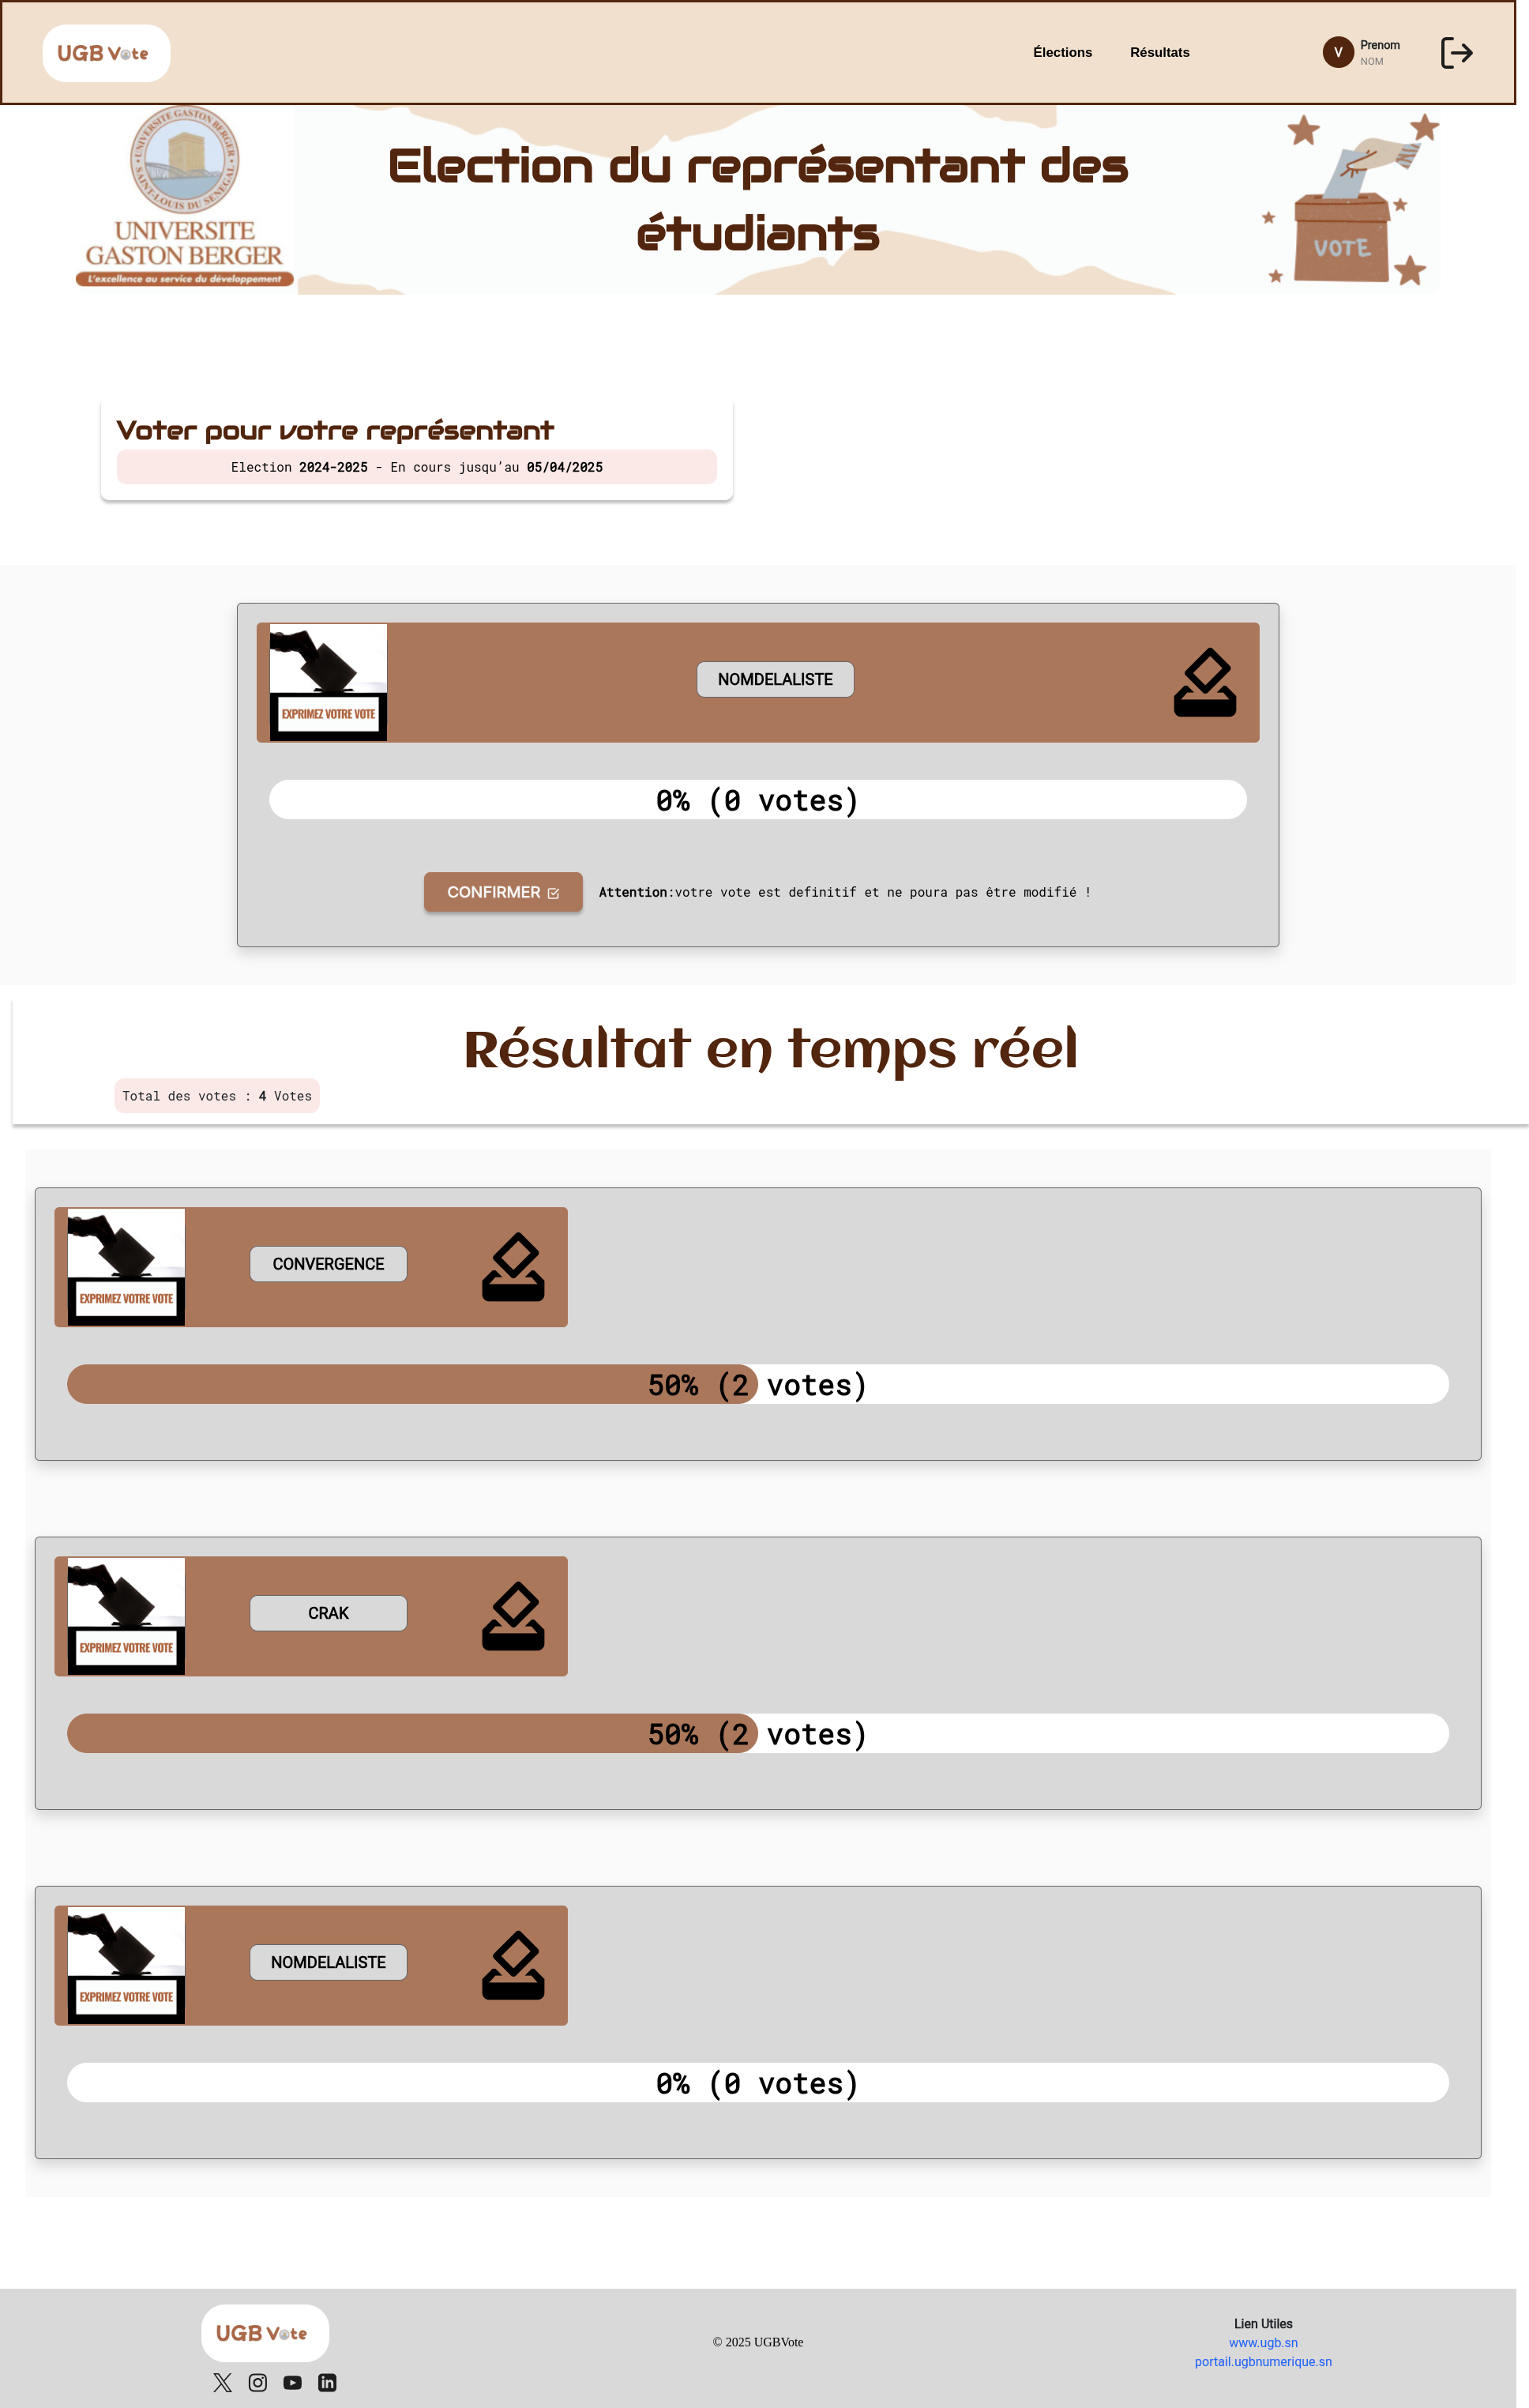 UGB Vote
Élections
Résultats
V
Prenom
NOM
UNIVERSITE GASTON BERGER
SAINT-LOUIS DU SENEGAL
UNIVERSITE
GASTON BERGER
L'excellence au service du développement
Election du représentant des
étudiants
VOTE
Voter pour votre représentant
Election 2024-2025 - En cours jusqu’au 05/04/2025
EXPRIMEZ VOTRE VOTE
NOMDELALISTE
0% (0 votes)
CONFIRMER
Attention:votre vote est definitif et ne poura pas être modifié !
Résultat en temps réel
Total des votes : 4 Votes
EXPRIMEZ VOTRE VOTE
CONVERGENCE
50% (2 votes)
EXPRIMEZ VOTRE VOTE
CRAK
50% (2 votes)
EXPRIMEZ VOTRE VOTE
NOMDELALISTE
0% (0 votes)
UGB Vote
© 2025 UGBVote
Lien Utiles
www.ugb.sn
portail.ugbnumerique.sn